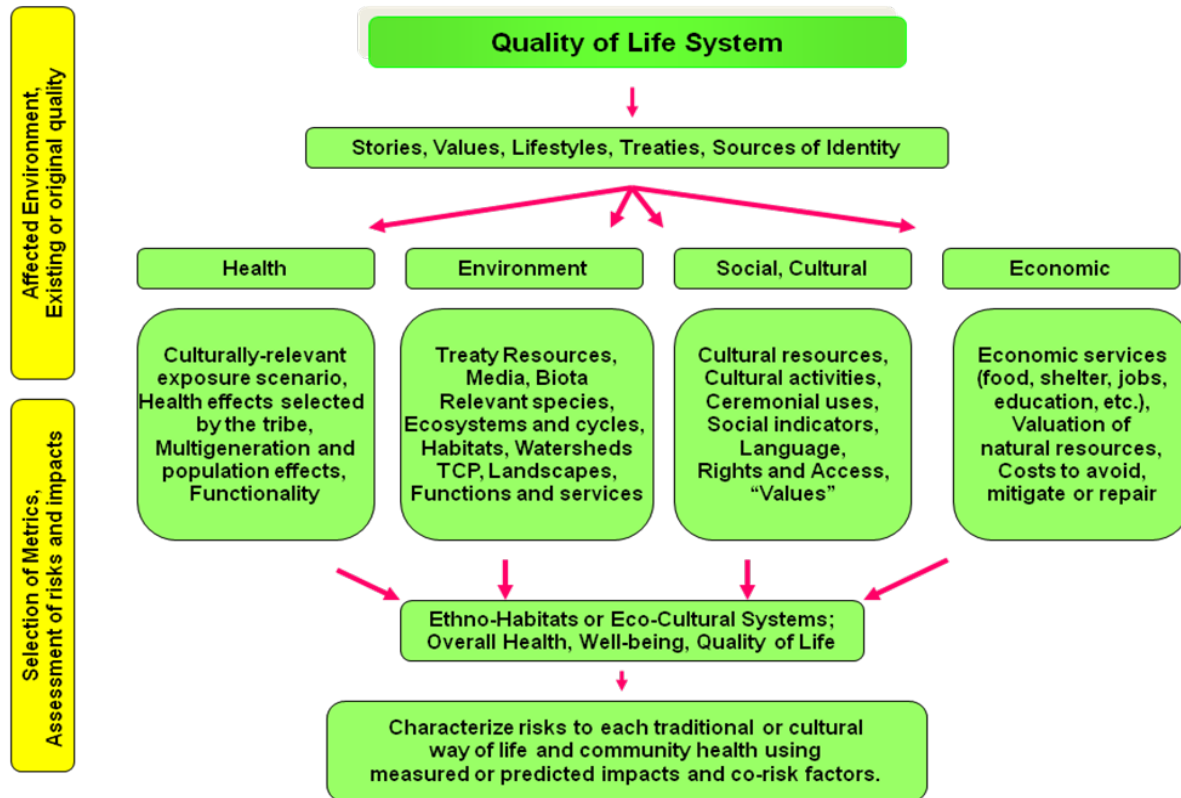 Affected Environment,
Existing or original quality
Selection of Metrics,
Assessment of risks and impacts
Quality of Life System
Stories, Values, Lifestyles, Treaties, Sources of Identity
Health
Environment
Social, Cultural
Economic
Culturally-relevant
exposure scenario,
Health effects selected
by the tribe,
Multigeneration and
population effects,
Functionality
Treaty Resources,
Media, Biota
Relevant species,
Ecosystems and cycles,
Habitats, Watersheds
TCP, Landscapes,
Functions and services
Cultural resources,
Cultural activities,
Ceremonial uses,
Social indicators,
Language,
Rights and Access,
“Values”
Economic services
(food, shelter, jobs,
education, etc.),
Valuation of
natural resources,
Costs to avoid,
mitigate or repair
Ethno-Habitats or Eco-Cultural Systems;
Overall Health, Well-being, Quality of Life
Characterize risks to each traditional or cultural
way of life and community health using
measured or predicted impacts and co-risk factors.